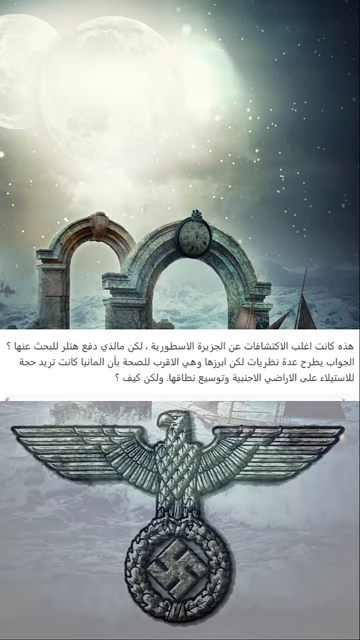 هذه كانت اغلب الاكتشافات عن الجزيرة الاسطورية ، لكن مالذي دفع هتلر للبحث عنها ؟
الجواب يطرح عدة نظريات لكن ابرزها وهي الاقرب للصحة بأن المانيا كانت تريد حجة
للاستيلاء على الاراضي الاجنبية وتوسيع نطاقها. ولكن كيف ؟